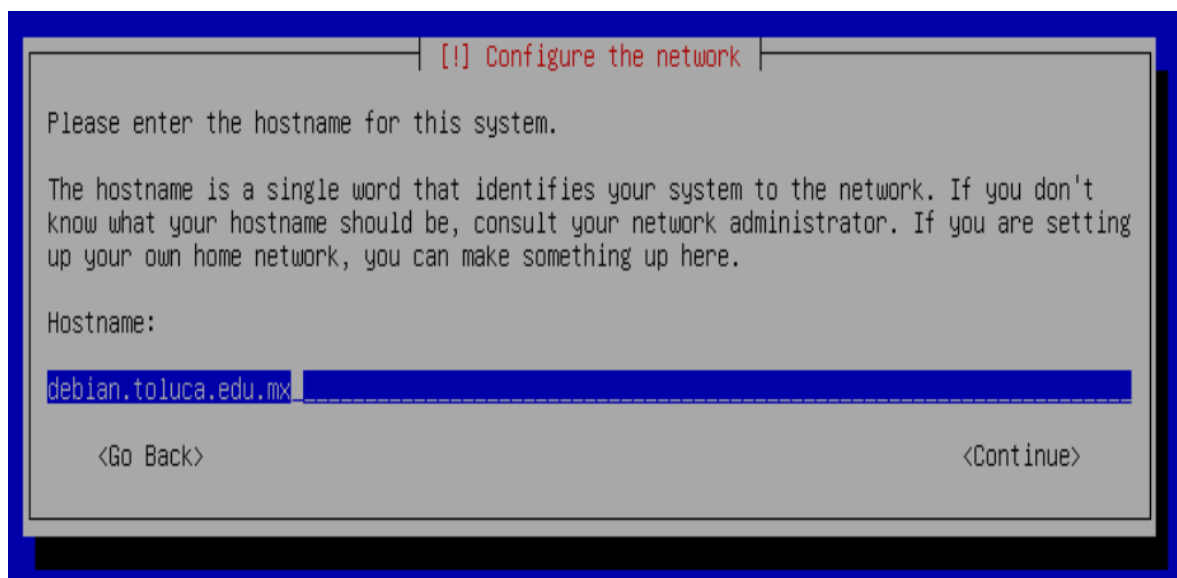 [!] Configure the network
Please enter the hostname for this system.
The hostname is a single word that identifies your system to the network. If you don't
know what your hostname should be, consult your network administrator. If you are setting
up your own home network, you can make something up here.
Hostname:
debian.toluca.edu.mx
<Go Back> <Continue>